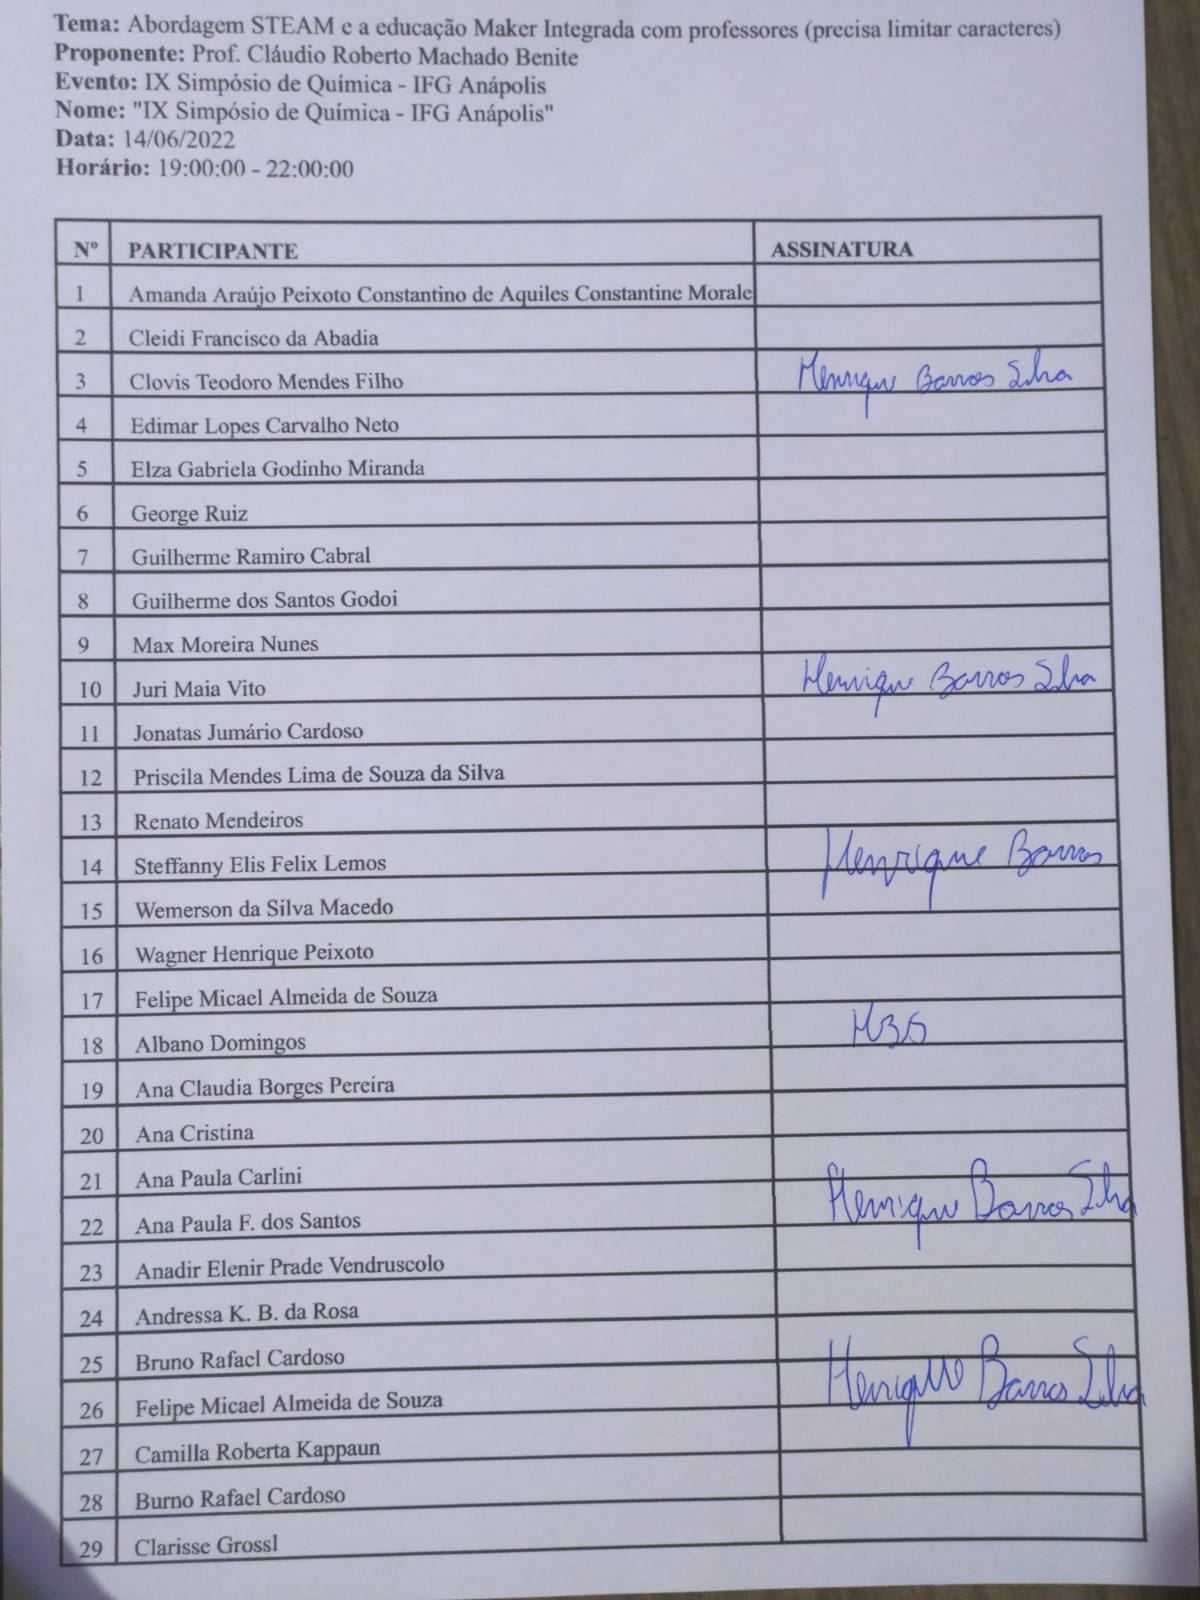 Tema: Abordagem STEAM e a educação Maker Integrada com professores (precisa limitar caracteres)
Proponente: Prof. Cláudio Roberto Machado Benite
Evento: IX Simpósio de Química - IFG Anápolis
Nome: "IX Simpósio de Química - IFG Anápolis"
Data: 14/06/2022
Horário: 19:00:00 - 22:00:00
Nº PARTICIPANTE ASSINATURA
1 Amanda Araújo Peixoto Constantino de Aquiles Constantine Morale
2 Cleidi Francisco da Abadia
3 Clovis Teodoro Mendes Filho Henrique Barros Silva
4 Edimar Lopes Carvalho Neto
5 Elza Gabriela Godinho Miranda
6 George Ruiz
7 Guilherme Ramiro Cabral
8 Guilherme dos Santos Godoi
9 Max Moreira Nunes
10 Juri Maia Vito Henrique Barros Silva
11 Jonatas Jumário Cardoso
12 Priscila Mendes Lima de Souza da Silva
13 Renato Mendeiros
14 Steffanny Elis Felix Lemos Henrique Barros
15 Wemerson da Silva Macedo
16 Wagner Henrique Peixoto
17 Felipe Micael Almeida de Souza
18 Albano Domingos HBS
19 Ana Claudia Borges Pereira
20 Ana Cristina
21 Ana Paula Carlini
22 Ana Paula F. dos Santos Henrique Barros Silva
23 Anadir Elenir Prade Vendruscolo
24 Andressa K. B. da Rosa
25 Bruno Rafael Cardoso
26 Felipe Micael Almeida de Souza Henrique Barros Silva
27 Camilla Roberta Kappaun
28 Burno Rafael Cardoso
29 Clarisse Grossl